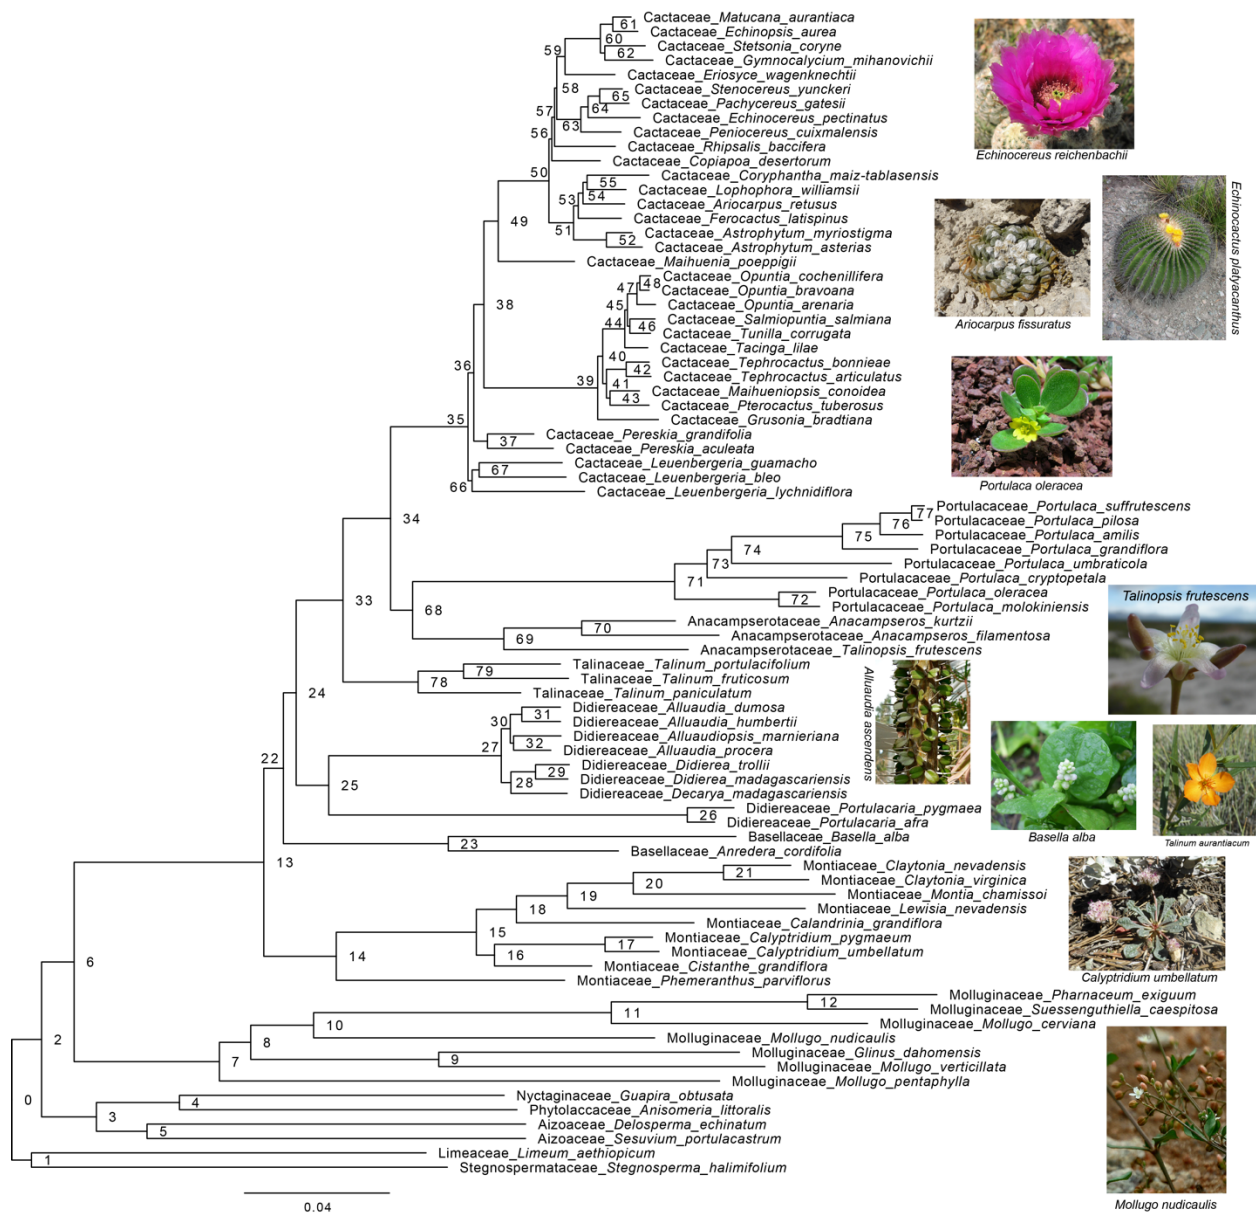 Cactaceae_Matucana_aurantiaca
61
Cactaceae_Echinopsis_aurea
60
Cactaceae_Stetsonia_coryne
59
62
Cactaceae_Gymnocalycium_mihanovichii
Cactaceae_Eriosyce_wagenknechtii
58
Cactaceae_Stenocereus_yunckeri
65
Cactaceae_Pachycereus_gatesii
57
64
Cactaceae_Echinocereus_pectinatus
63
56
Cactaceae_Peniocereus_cuixmalensis
Cactaceae_Rhipsalis_baccifera
Echinocereus reichenbachii
Cactaceae_Copiapoa_desertorum
50
Cactaceae_Coryphantha_maiz-tablasensis
55
Cactaceae_Lophophora_williamsii
53
54
Cactaceae_Ariocarpus_retusus
Cactaceae_Ferocactus_latispinus
49
51
Cactaceae_Astrophytum_myriostigma
52
Cactaceae_Astrophytum_asterias
Echinocactus platyacanthus
Cactaceae_Maihuenia_poeppigii
Cactaceae_Opuntia_cochenillifera
47
48
Cactaceae_Opuntia_bravoana
38
45
Cactaceae_Opuntia_arenaria
Cactaceae_Salmiopuntia_salmiana
44
46
Cactaceae_Tunilla_corrugata
Ariocarpus fissuratus
Cactaceae_Tacinga_lilae
40
Cactaceae_Tephrocactus_bonnieae
36
42
Cactaceae_Tephrocactus_articulatus
39
41
Cactaceae_Maihueniopsis_conoidea
43
Cactaceae_Pterocactus_tuberosus
35
Cactaceae_Grusonia_bradtiana
Cactaceae_Pereskia_grandifolia
37
Cactaceae_Pereskia_aculeata
Cactaceae_Leuenbergeria_guamacho
67
Cactaceae_Leuenbergeria_bleo
66
Cactaceae_Leuenbergeria_lychnidiflora
Portulaca oleracea
34
Portulacaceae_Portulaca_suffrutescens
77
76
Portulacaceae_Portulaca_pilosa
75
Portulacaceae_Portulaca_amilis
74
Portulacaceae_Portulaca_grandiflora
73
Portulacaceae_Portulaca_umbraticola
71
Portulacaceae_Portulaca_cryptopetala
33
68
Portulacaceae_Portulaca_oleracea
72
Portulacaceae_Portulaca_molokiniensis
Talinopsis frutescens
70
Anacampserotaceae_Anacampseros_kurtzii
69
Anacampserotaceae_Anacampseros_filamentosa
Anacampserotaceae_Talinopsis_frutescens
79
Talinaceae_Talinum_portulacifolium
78
Talinaceae_Talinum_fruticosum
24
Talinaceae_Talinum_paniculatum
Alluaudia ascendens
Didiereaceae_Alluaudia_dumosa
30
31
Didiereaceae_Alluaudia_humbertii
Didiereaceae_Alluaudiopsis_marnieriana
27
32
Didiereaceae_Alluaudia_procera
22
Didiereaceae_Didierea_trollii
29
25
28
Didiereaceae_Didierea_madagascariensis
Didiereaceae_Decarya_madagascariensis
Didiereaceae_Portulacaria_pygmaea
26
Didiereaceae_Portulacaria_afra
Basellaceae_Basella_alba
Basella alba
Talinum aurantiacum
23
Basellaceae_Anredera_cordifolia
13
Montiaceae_Claytonia_nevadensis
21
20
Montiaceae_Claytonia_virginica
19
Montiaceae_Montia_chamissoi
18
Montiaceae_Lewisia_nevadensis
Montiaceae_Calandrinia_grandiflora
15
Montiaceae_Calyptridium_pygmaeum
17
14
16
Montiaceae_Calyptridium_umbellatum
Montiaceae_Cistanthe_grandiflora
6
Montiaceae_Phemeranthus_parviflorus
Calyptridium umbellatum
Molluginaceae_Pharnaceum_exiguum
12
11
Molluginaceae_Suessenguthiella_caespitosa
10
Molluginaceae_Mollugo_cerviana
2
8
Molluginaceae_Mollugo_nudicaulis
7
Molluginaceae_Glinus_dahomensis
9
Molluginaceae_Mollugo_verticillata
Molluginaceae_Mollugo_pentaphylla
0
4
Nyctaginaceae_Guapira_obtusata
3
Phytolaccaceae_Anisomeria_littoralis
5
Aizoaceae_Delosperma_echinatum
Aizoaceae_Sesuvium_portulacastrum
1
Limeaceae_Limeum_aethiopicum
Stegnospermataceae_Stegnosperma_halimifolium
0.04
Mollugo nudicaulis